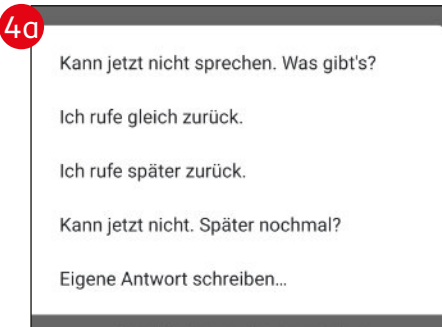 4a
Kann jetzt nicht sprechen. Was gibt's?
Ich rufe gleich zurück.
Ich rufe später zurück.
Kann jetzt nicht. Später nochmal?
Eigene Antwort schreiben...